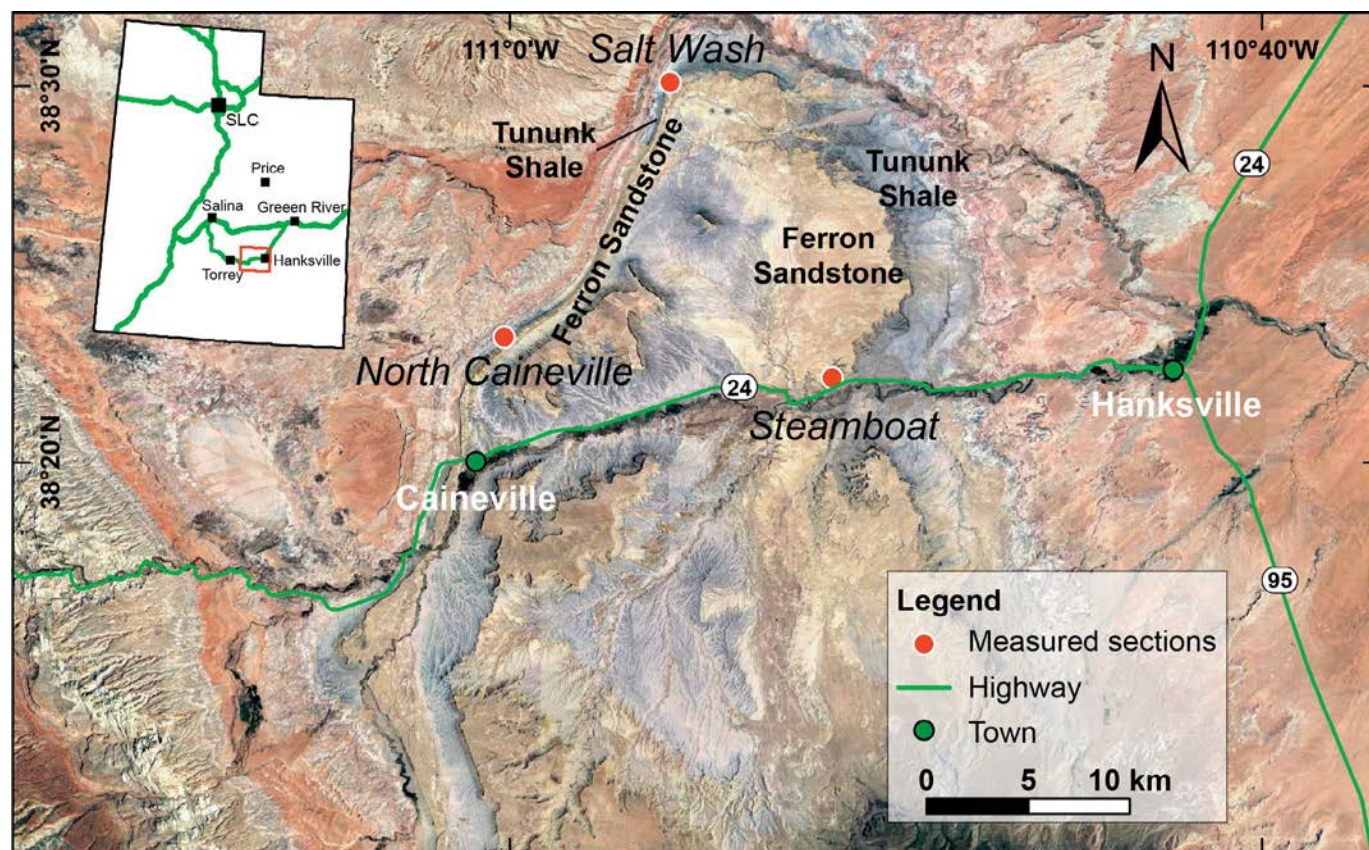 111°0'W
110°40'W
38°30'N
38°20'N
N
Salt Wash
Tununk
Shale
Ferron Sandstone
Tununk
Shale
Ferron
Sandstone
North Caineville
Steamboat
Caineville
Hanksville
24
24
95
SLC
Price
Salina
Greeen River
Torrey
Hanksville
Legend
Measured sections
Highway
Town
0 5 10 km